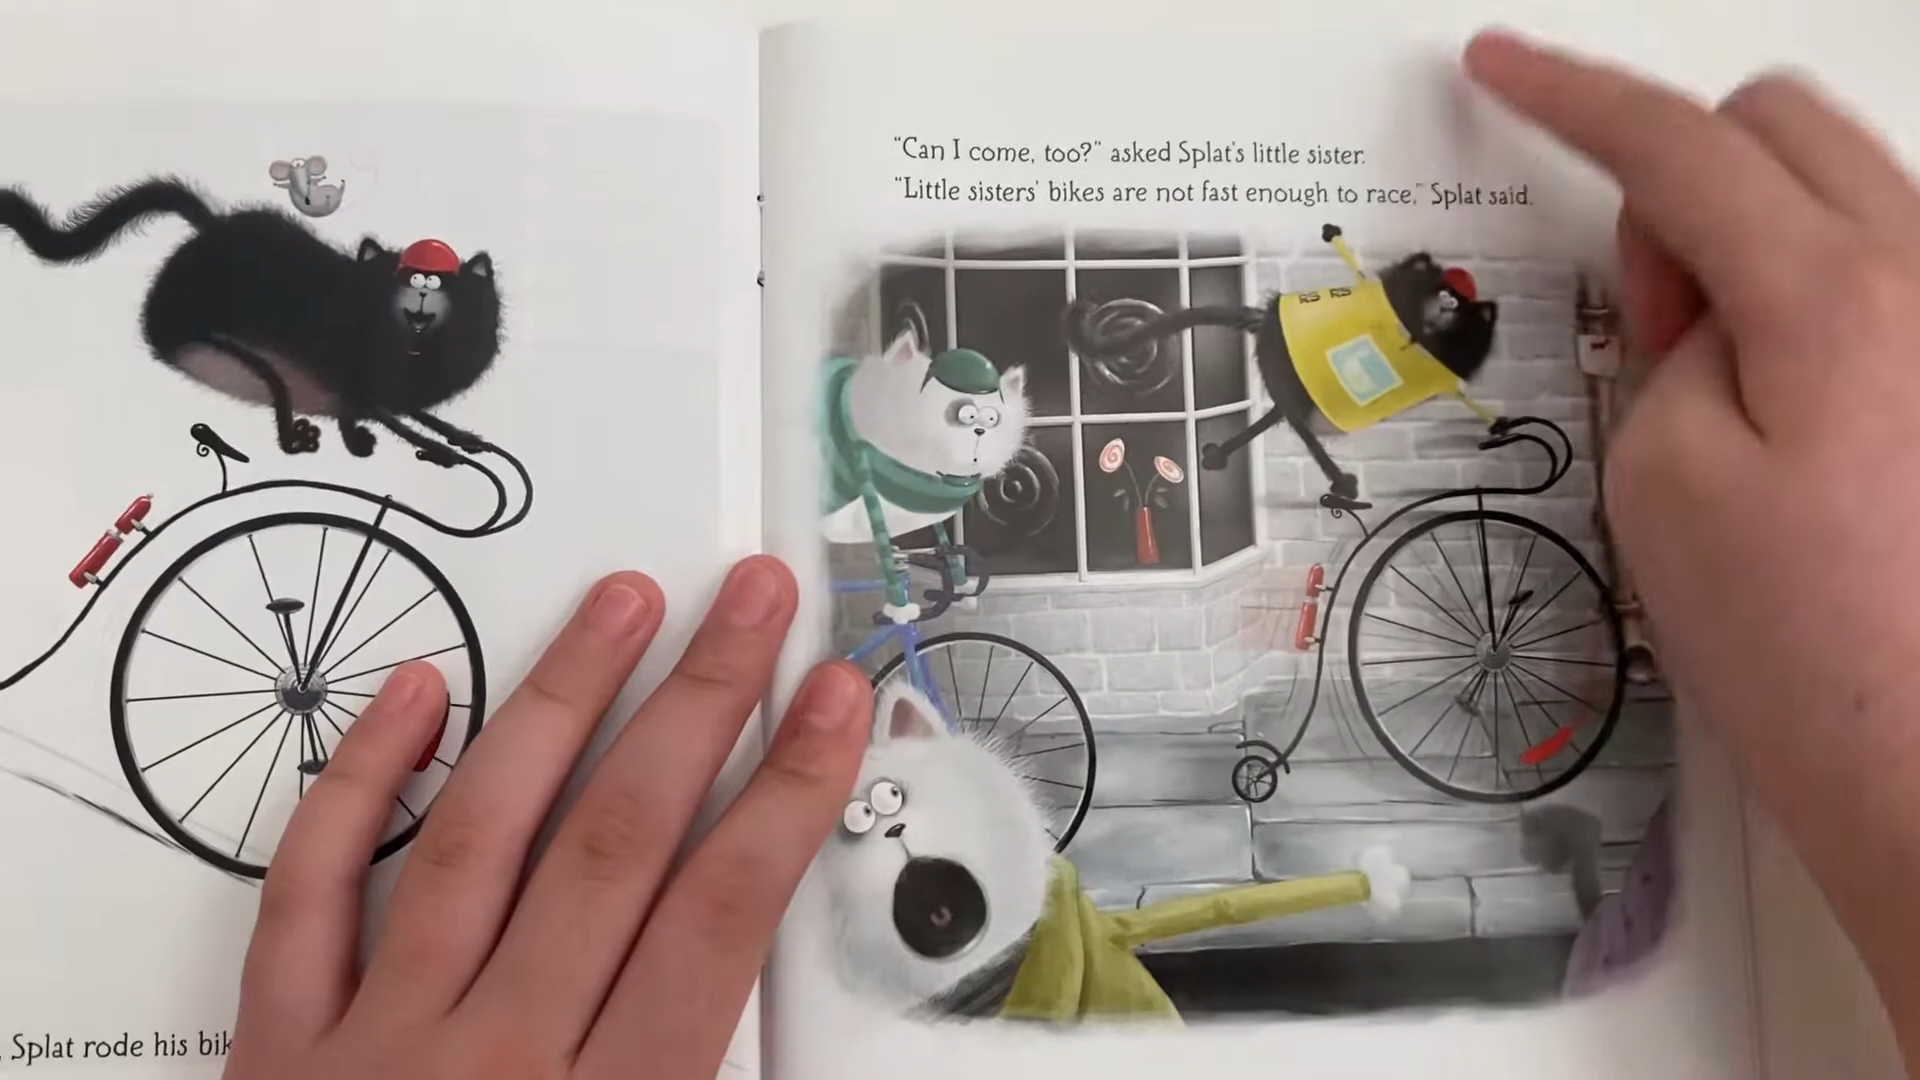 Splat rode his
"Can I come, too?" asked Splat's little sister.
"Little sisters' bikes are not fast enough to race," Splat said.